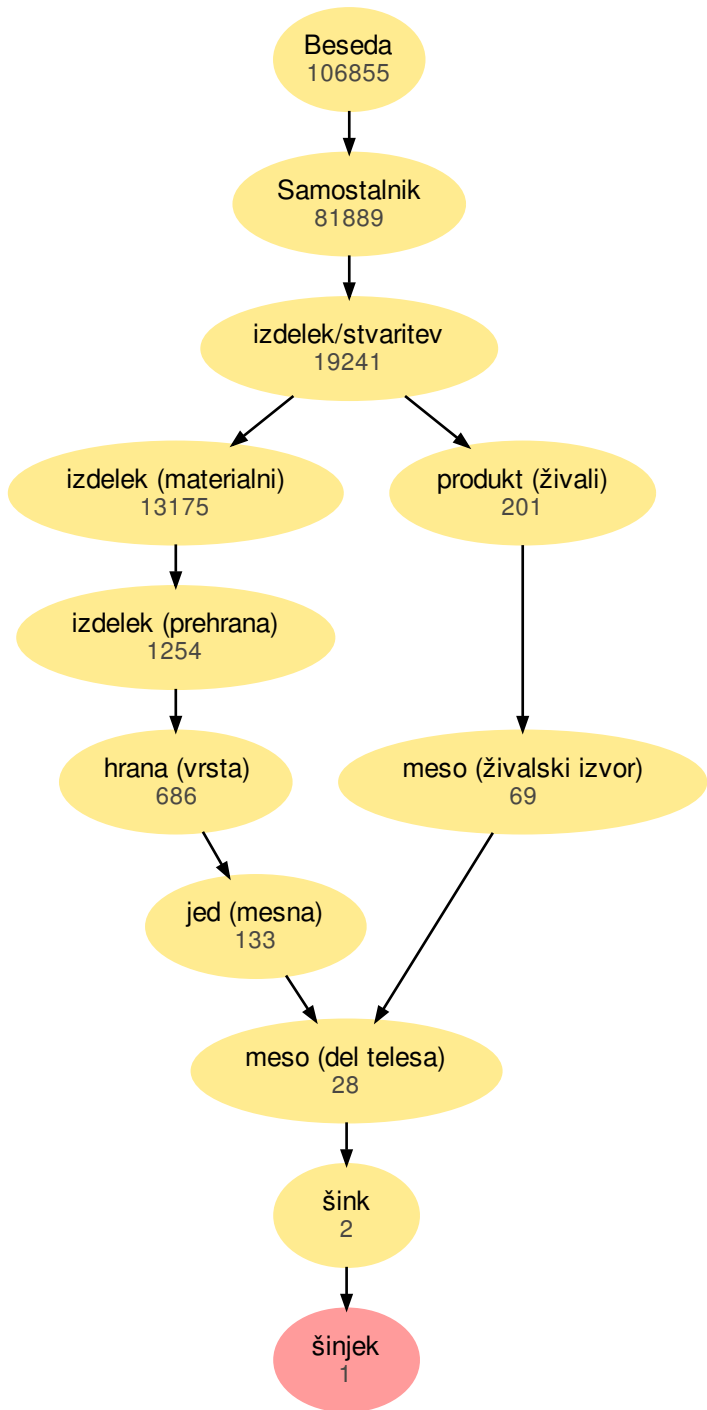 Beseda
106855
Samostalnik
81889
izdelek/stvaritev
19241
izdelek (materialni)
13175
produkt (živali)
201
izdelek (prehrana)
1254
hrana (vrsta)
686
meso (živalski izvor)
69
jed (mesna)
133
meso (del telesa)
28
šink
2
šinjek
1